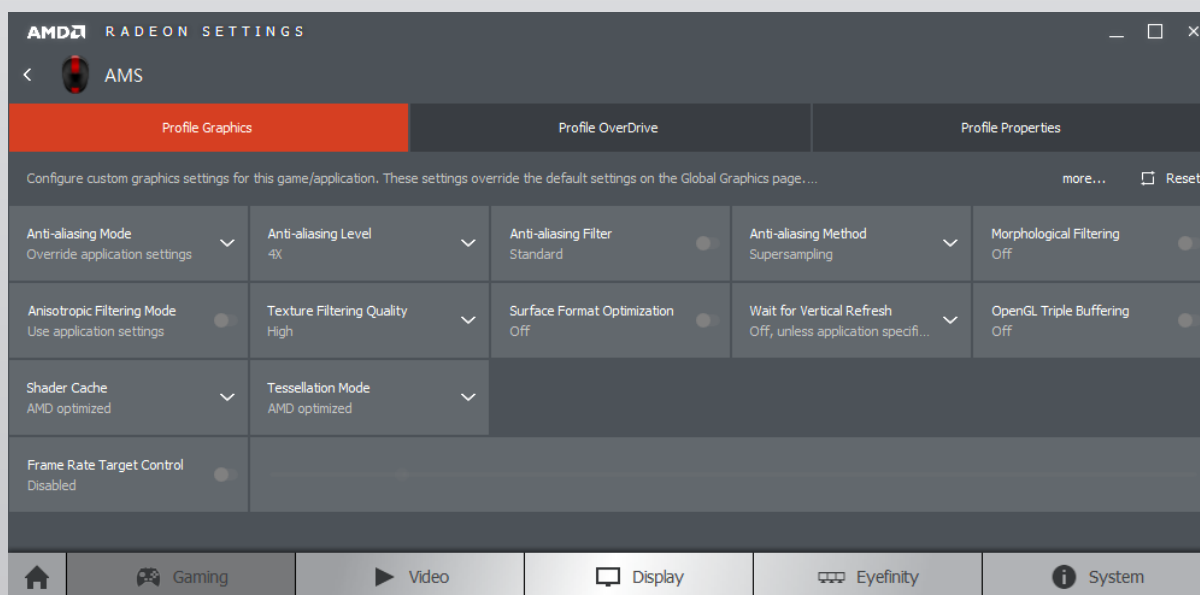 AMD RADEON SETTINGS
AMS
Profile Graphics
Profile OverDrive
Profile Properties
Configure custom graphics settings for this game/application. These settings override the default settings on the Global Graphics page....
more...
Reset
Anti-aliasing Mode
Override application settings
Anti-aliasing Level
4X
Anti-aliasing Filter
Standard
Anti-aliasing Method
Supersampling
Morphological Filtering
Off
Anisotropic Filtering Mode
Use application settings
Texture Filtering Quality
High
Surface Format Optimization
Off
Wait for Vertical Refresh
Off, unless application specifi...
OpenGL Triple Buffering
Off
Shader Cache
AMD optimized
Tessellation Mode
AMD optimized
Frame Rate Target Control
Disabled
Gaming
Video
Display
Eyefinity
System